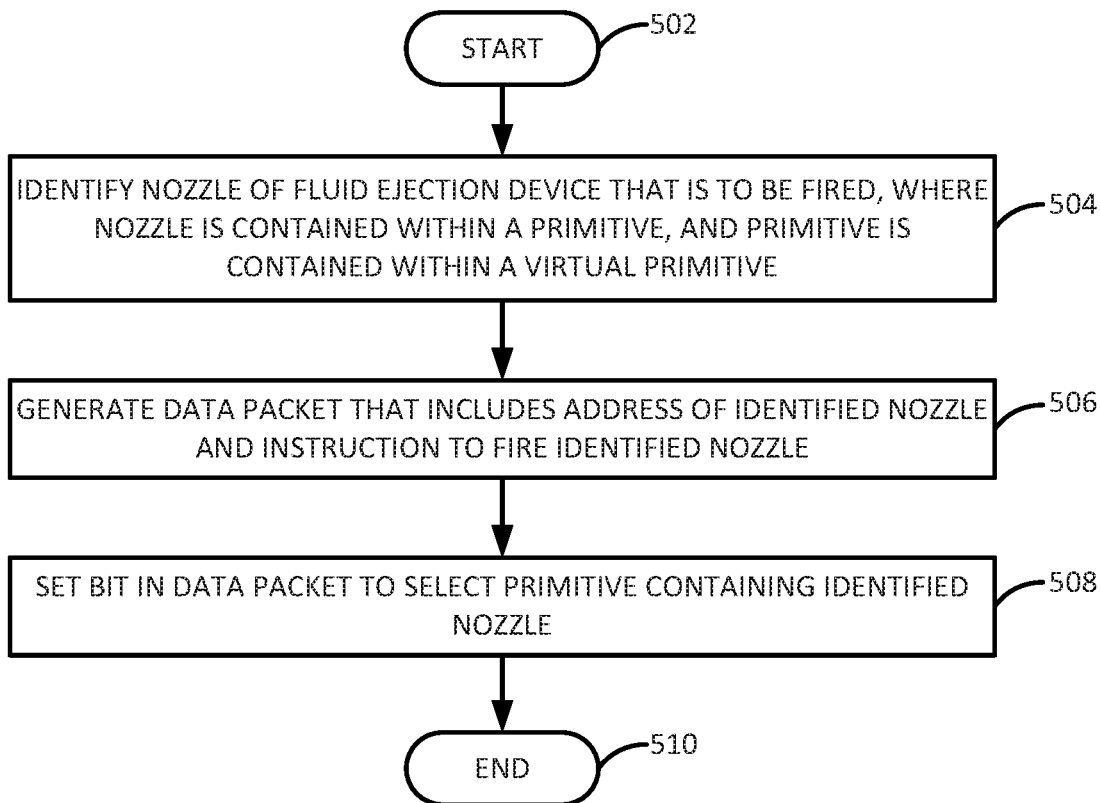 START
502
IDENTIFY NOZZLE OF FLUID EJECTION DEVICE THAT IS TO BE FIRED, WHERE
NOZZLE IS CONTAINED WITHIN A PRIMITIVE, AND PRIMITIVE IS
CONTAINED WITHIN A VIRTUAL PRIMITIVE
504
GENERATE DATA PACKET THAT INCLUDES ADDRESS OF IDENTIFIED NOZZLE
AND INSTRUCTION TO FIRE IDENTIFIED NOZZLE
506
SET BIT IN DATA PACKET TO SELECT PRIMITIVE CONTAINING IDENTIFIED
NOZZLE
508
END
510